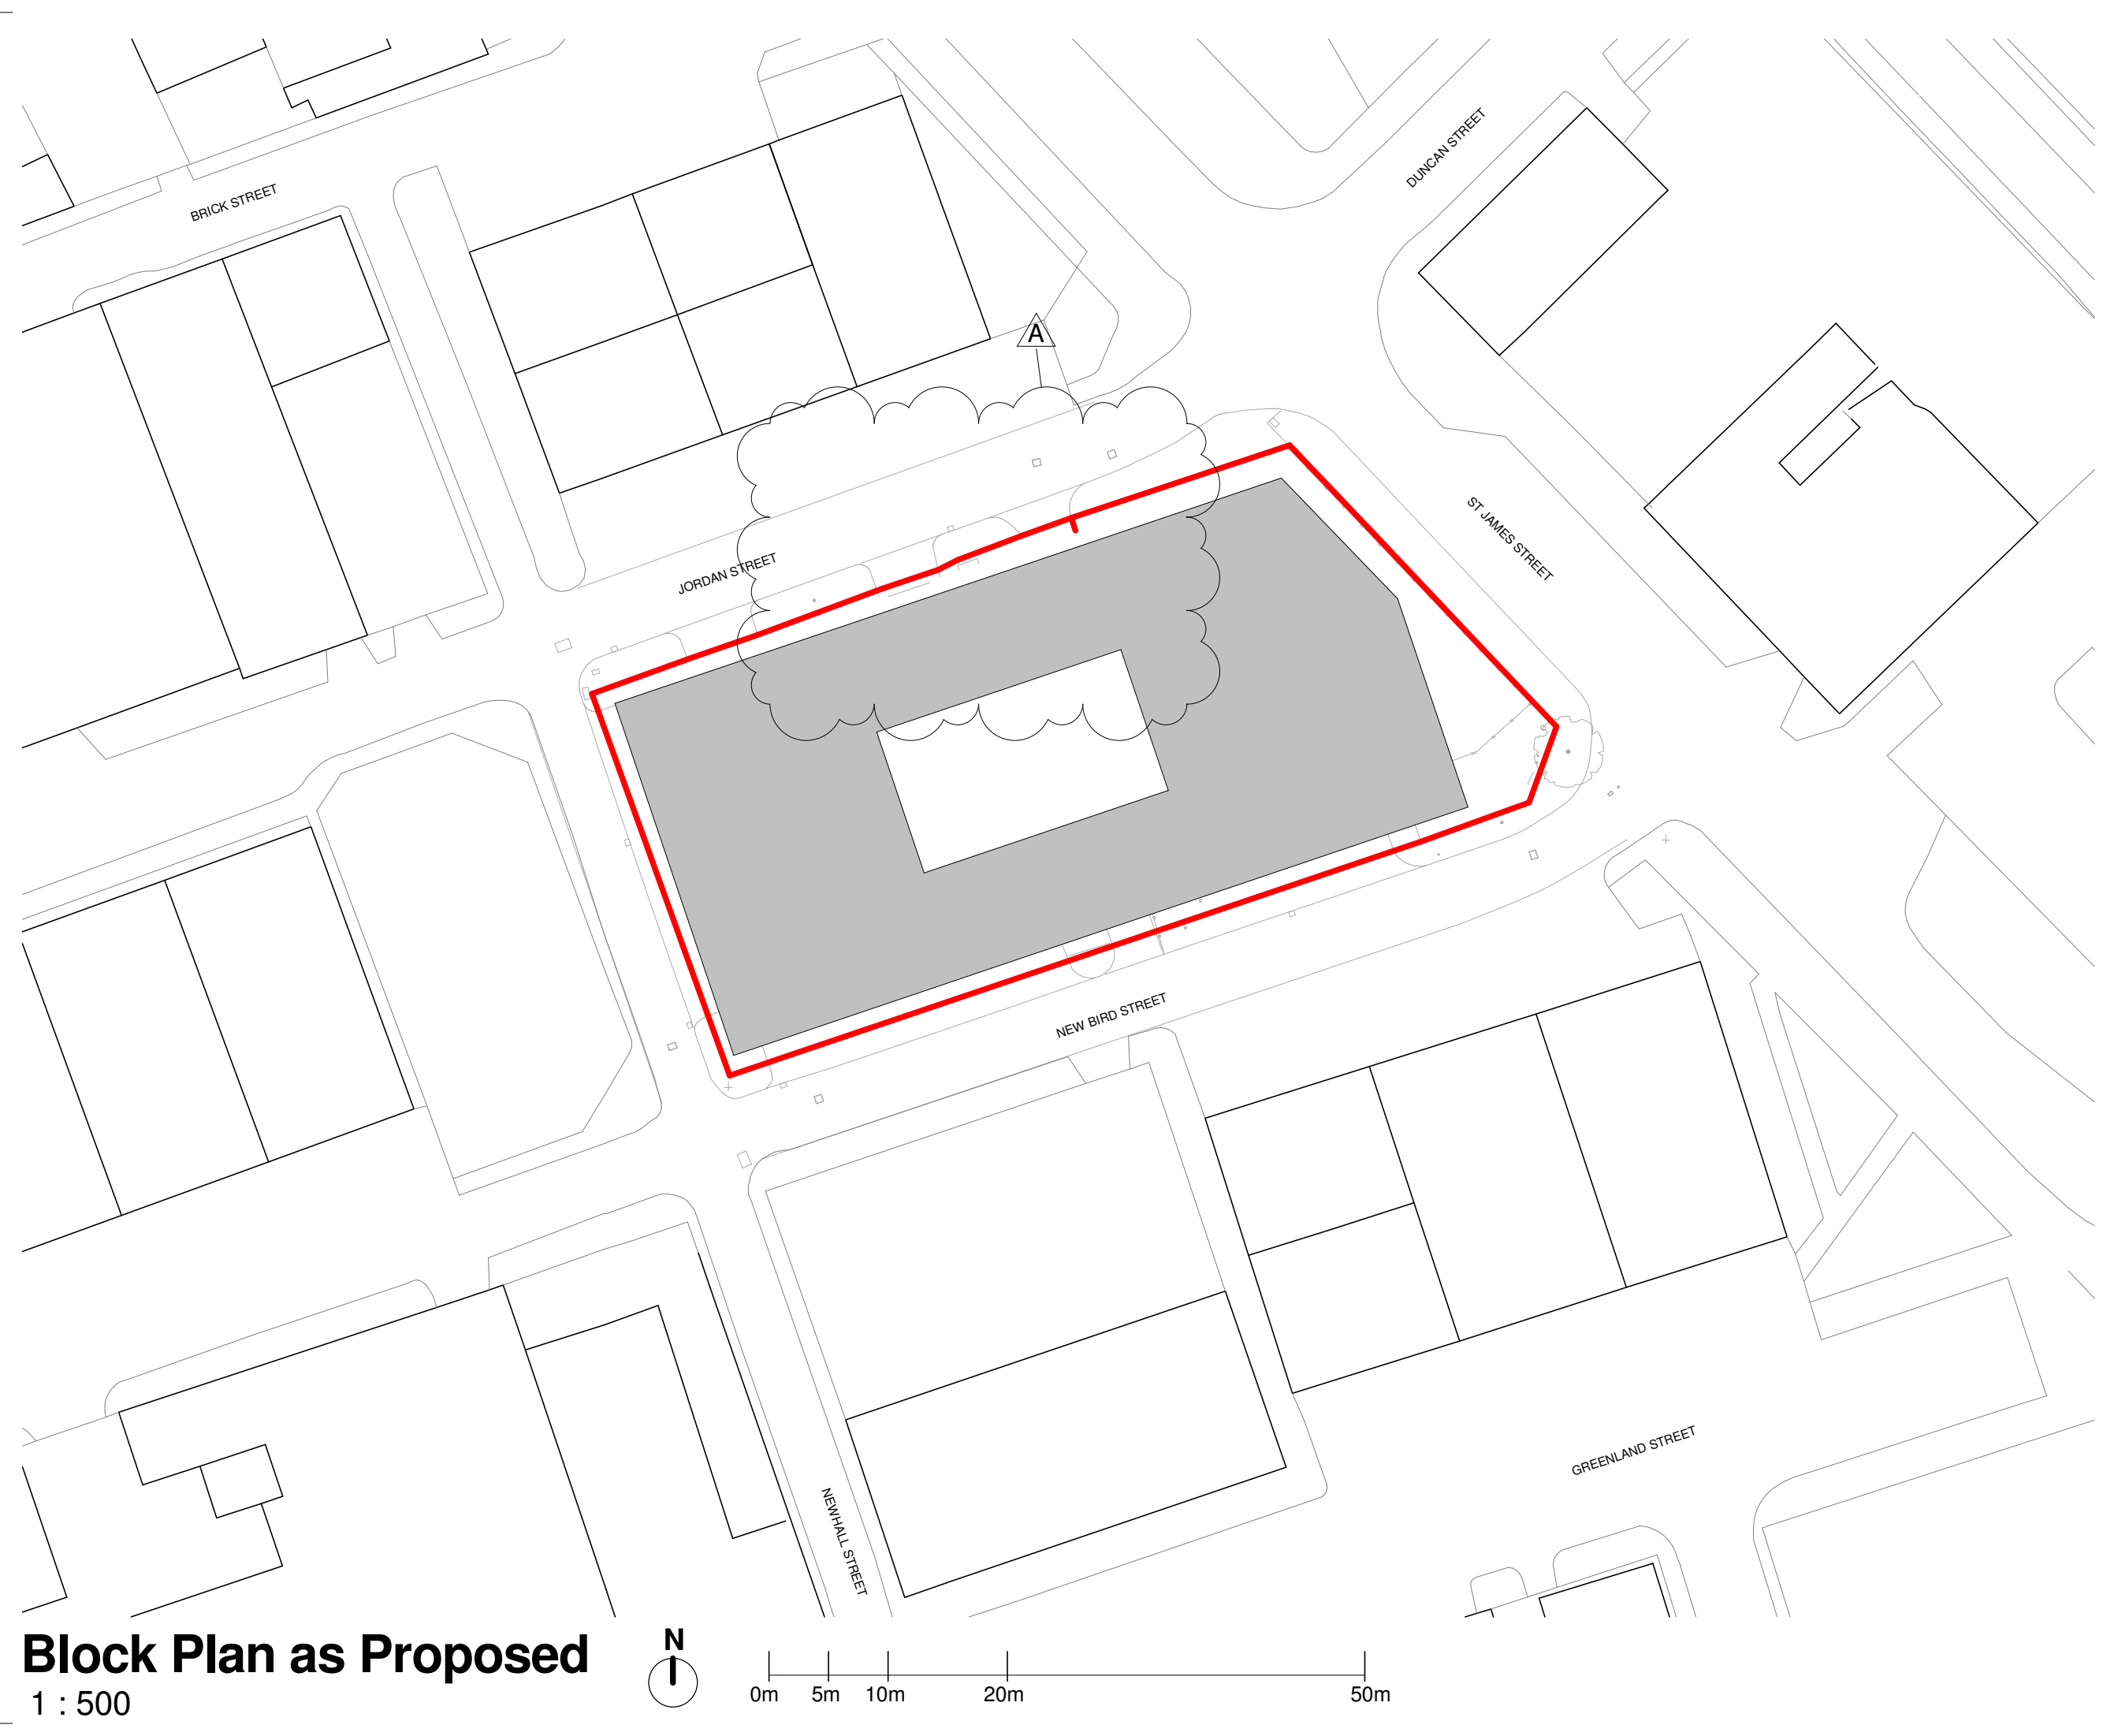 DUNCAN STREET
BRICK STREET
A
ST JAMES STREET
JORDAN STREET
NEW BIRD STREET
GREENLAND STREET
NEWHALL STREET
Block Plan as Proposed
1 : 500
N
0m 5m 10m 20m 50m